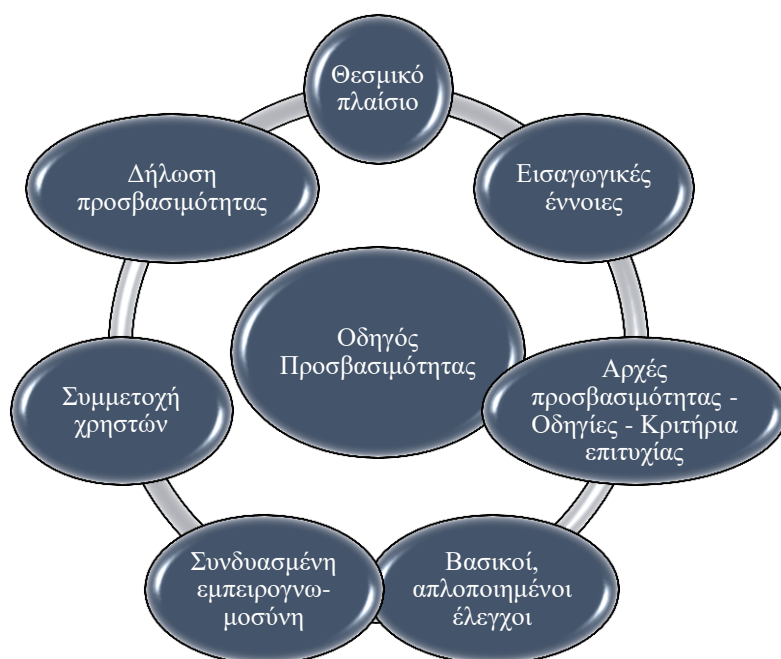 Θεσμικό
πλαίσιο
Εισαγωγικές
έννοιες
Αρχές
προσβασιμότητας -
Οδηγίες - Κριτήρια
επιτυχίας
Βασικοί,
απλοποιημένοι
έλεγχοι
Συνδυασμένη
εμπειρογνω-
μοσύνη
Συμμετοχή
χρηστών
Δήλωση
προσβασιμότητας
Οδηγός
Προσβασιμότητας